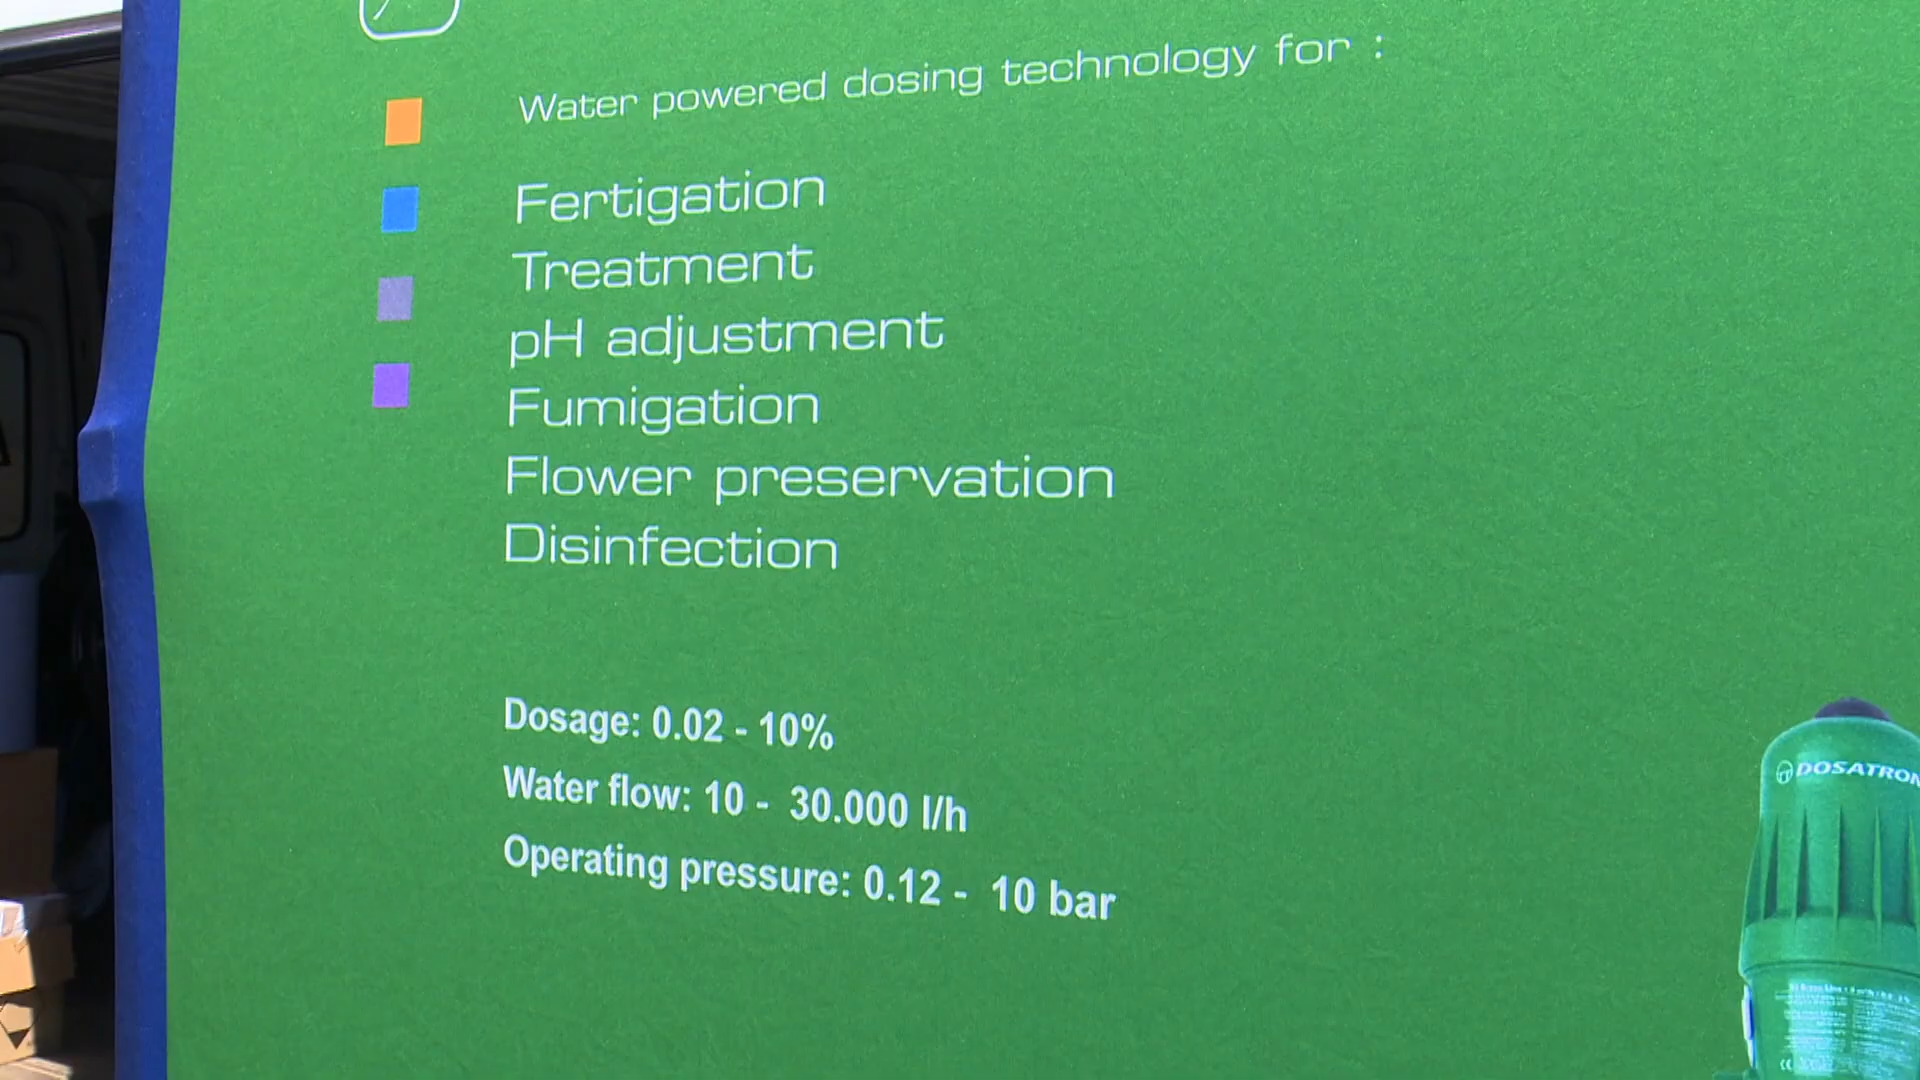 Water powered dosing technology for :
Fertigation
Treatment
pH adjustment
Fumigation
Flower preservation
Disinfection
Dosage: 0.02 - 10%
Water flow: 10 - 30.000 l/h
Operating pressure: 0.12 - 10 bar
DOSATRON